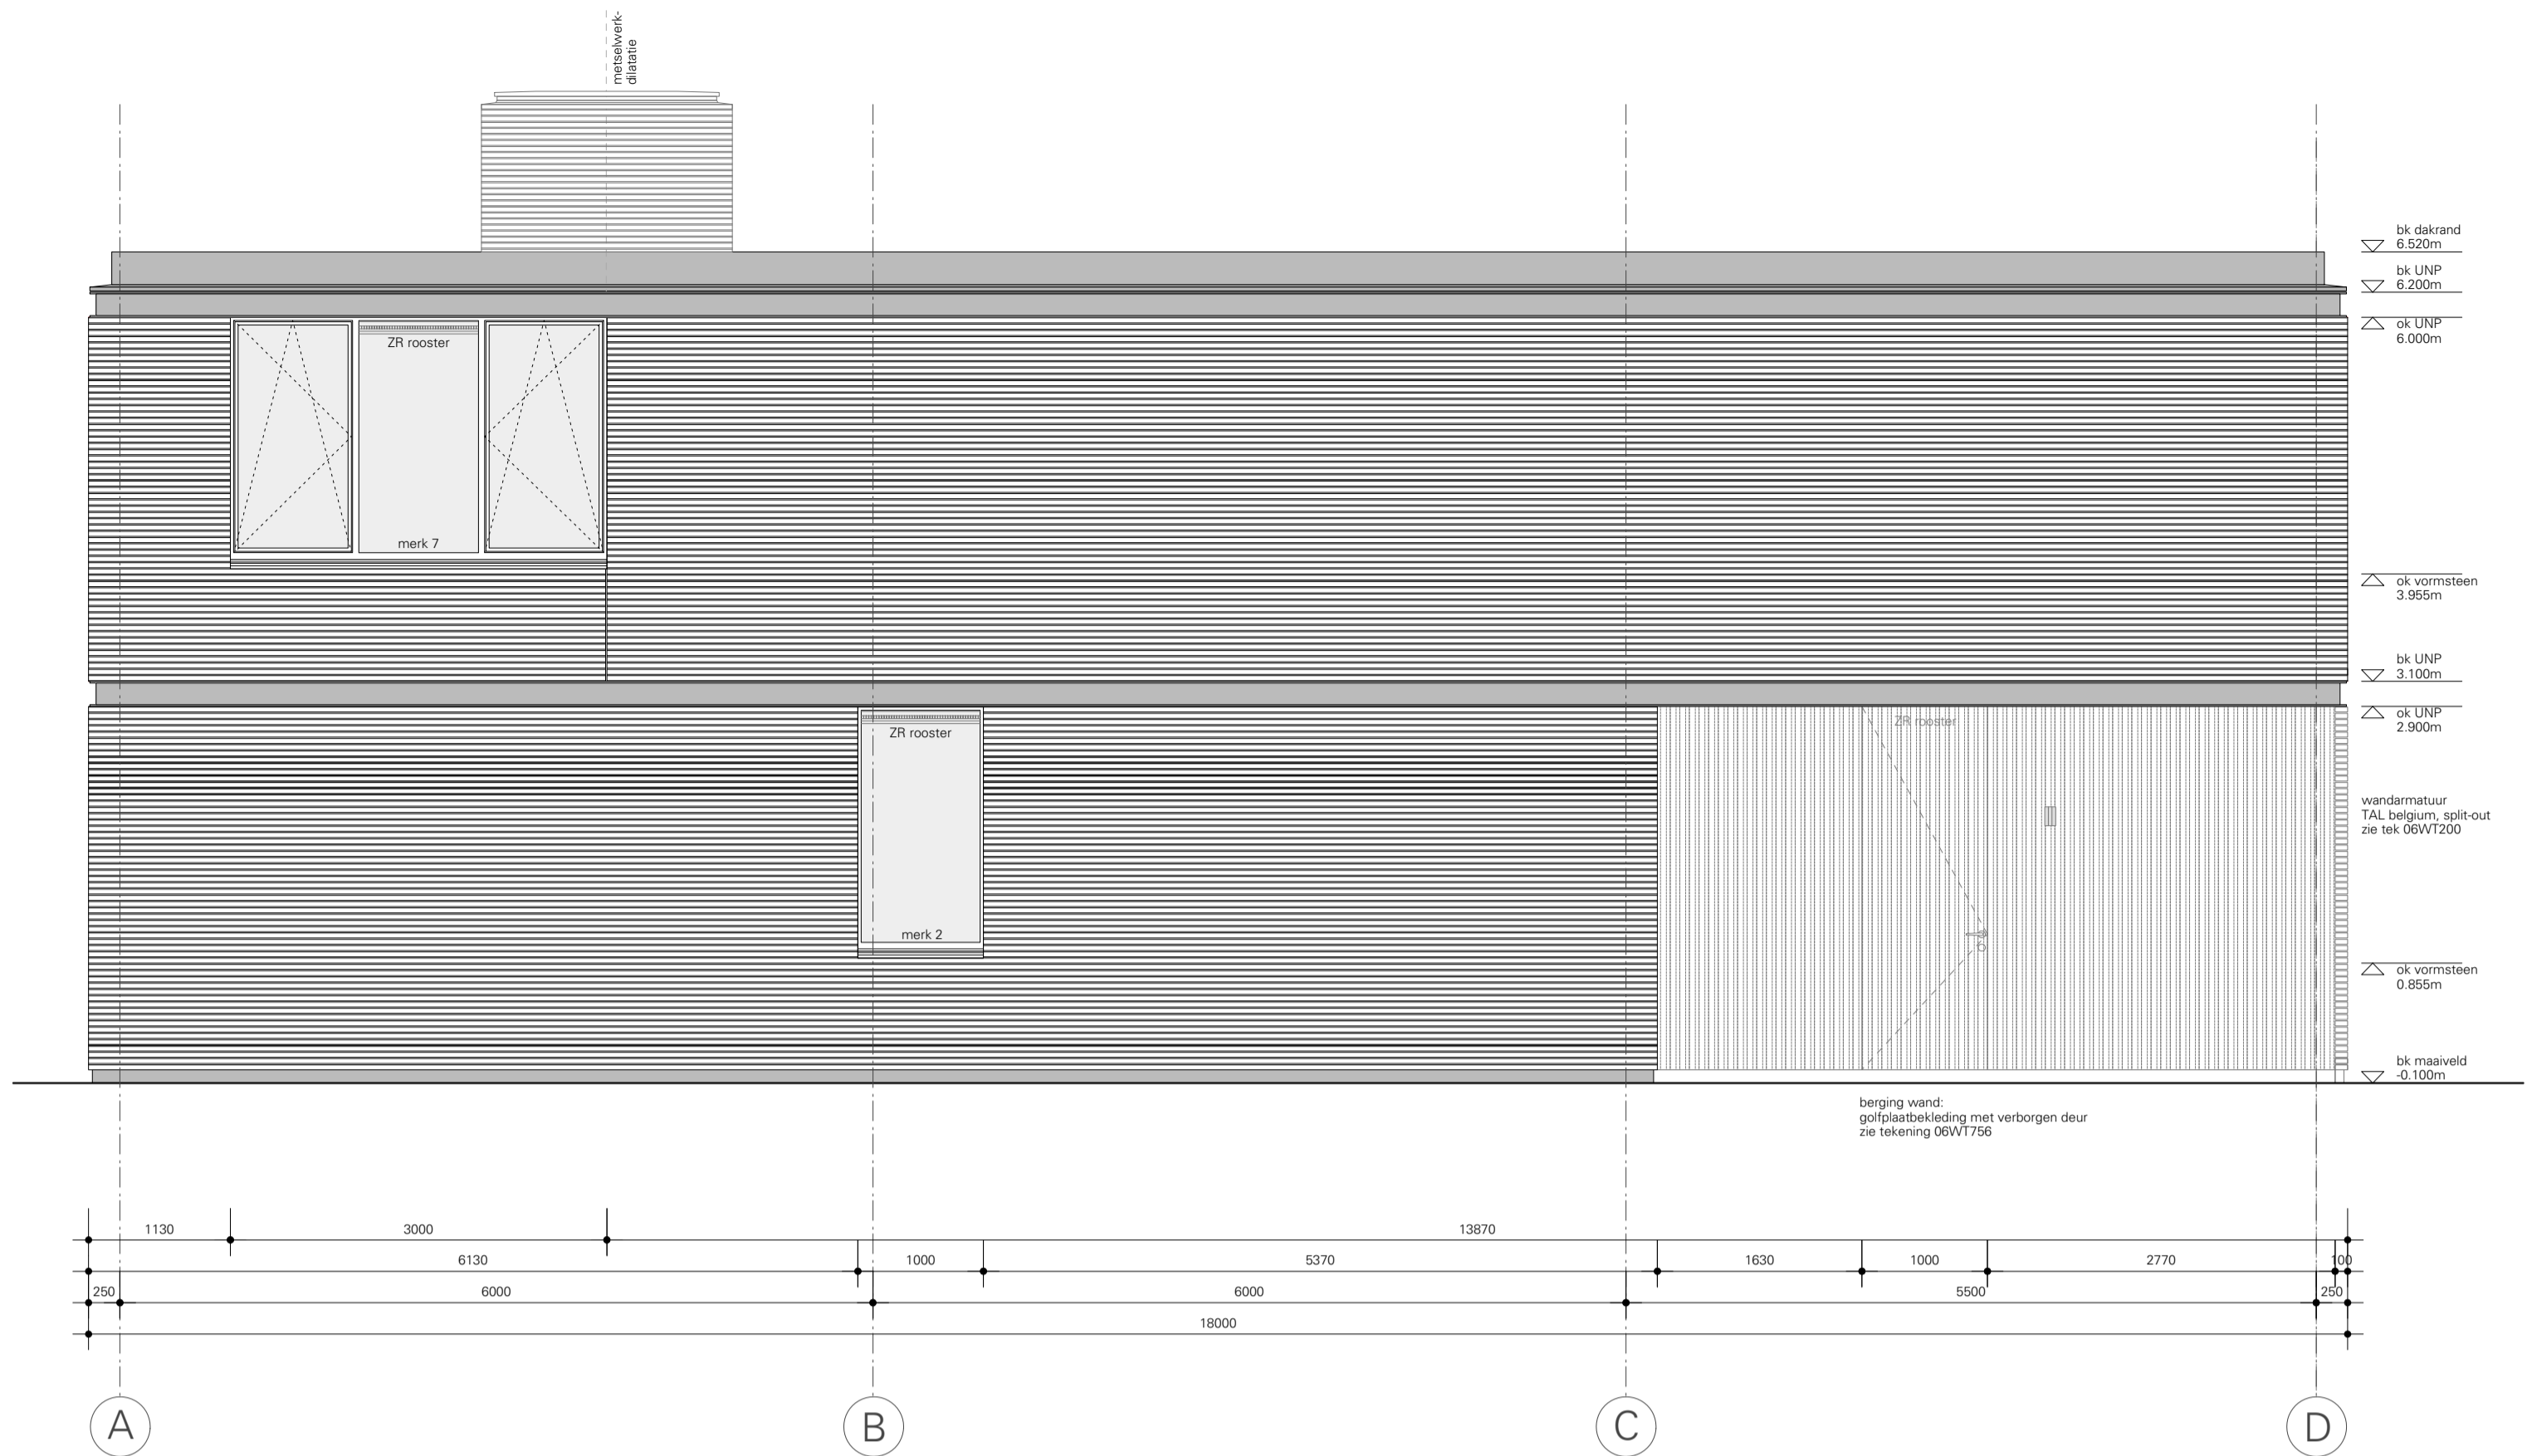 metselwerk-
dilatatie
bk dakrand
6.520m
bk UNP
6.200m
ok UNP
6.000m
ZR rooster
merk 7
ok vormsteen
3.955m
bk UNP
3.100m
ok UNP
2.900m
ZR rooster
ZR rooster
wandarmatuur
TAL belgium, split-out
zie tek 06WT200
merk 2
ok vormsteen
0.855m
bk maaiveld
-0.100m
berging wand:
golfplaatbekleding met verborgen deur
zie tekening 06WT756
1130 3000 13870
6130 1000 5370 1630 1000 2770 100
250 6000 6000 5500 250
18000
A B C D